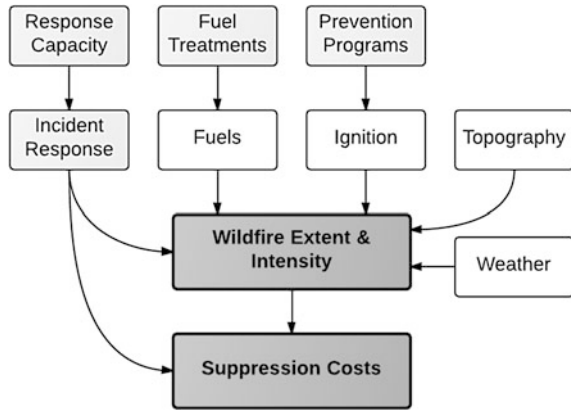 Response
Capacity
Fuel
Treatments
Prevention
Programs
Incident
Response
Fuels
Ignition
Topography
Wildfire Extent &
Intensity
Weather
Suppression Costs